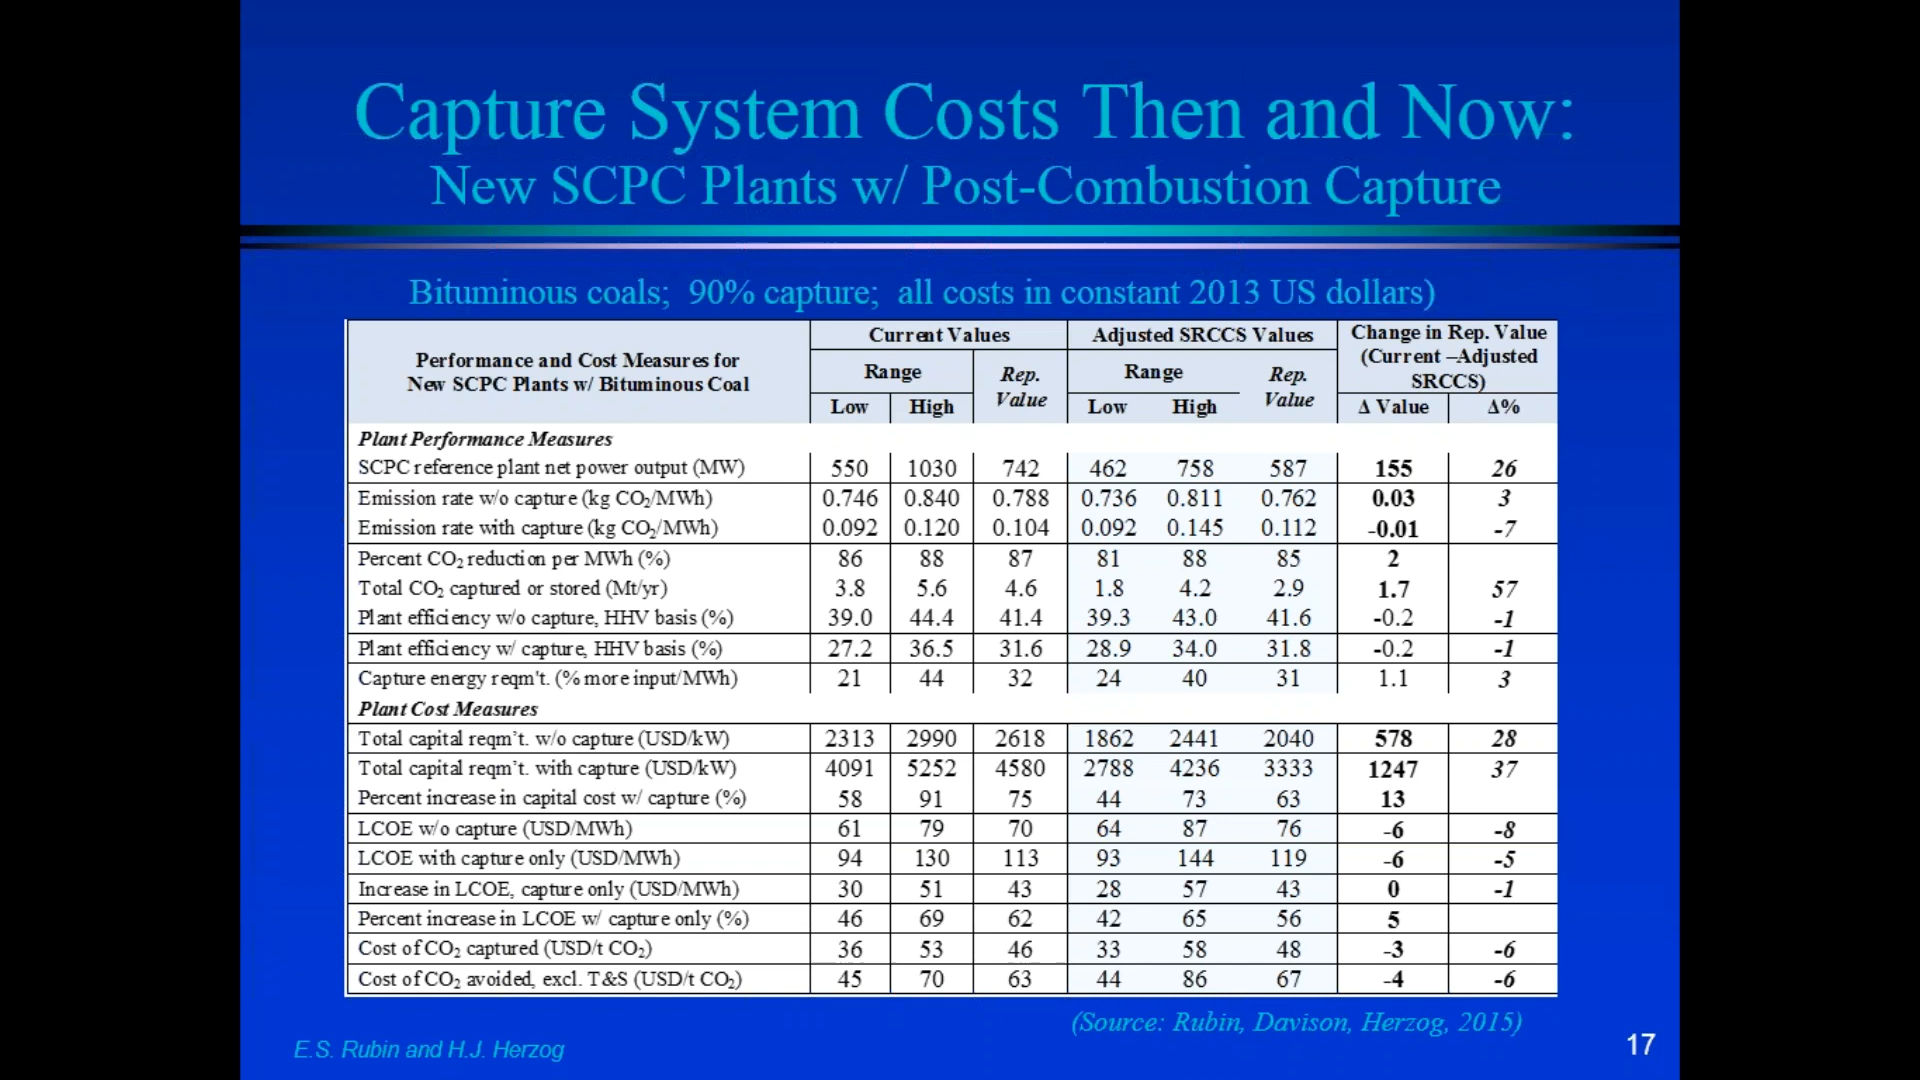 Capture System Costs Then and Now:
New SCPC Plants w/ Post-Combustion Capture
Bituminous coals; 90% capture; all costs in constant 2013 US dollars)
Performance and Cost Measures for New SCPC Plants w/ Bituminous Coal | Current Values | Adjusted SRCCS Values | Change in Rep. Value (Current –Adjusted SRCCS)
Range | Rep. Value | Range | Rep. Value
Low | High | Low | High | Δ Value | Δ%
Plant Performance Measures
SCPC reference plant net power output (MW) | 550 | 1030 | 742 | 462 | 758 | 587 | 155 | 26
Emission rate w/o capture (kg CO₂/MWh) | 0.746 | 0.840 | 0.788 | 0.736 | 0.811 | 0.762 | 0.03 | 3
Emission rate with capture (kg CO₂/MWh) | 0.092 | 0.120 | 0.104 | 0.092 | 0.145 | 0.112 | -0.01 | -7
Percent CO₂ reduction per MWh (%) | 86 | 88 | 87 | 81 | 88 | 85 | 2
Total CO₂ captured or stored (Mt/yr) | 3.8 | 5.6 | 4.6 | 1.8 | 4.2 | 2.9 | 1.7 | 57
Plant efficiency w/o capture, HHV basis (%) | 39.0 | 44.4 | 41.4 | 39.3 | 43.0 | 41.6 | -0.2 | -1
Plant efficiency w/ capture, HHV basis (%) | 27.2 | 36.5 | 31.6 | 28.9 | 34.0 | 31.8 | -0.2 | -1
Capture energy reqm't. (% more input/MWh) | 21 | 44 | 32 | 24 | 40 | 31 | 1.1 | 3
Plant Cost Measures
Total capital reqm't. w/o capture (USD/kW) | 2313 | 2990 | 2618 | 1862 | 2441 | 2040 | 578 | 28
Total capital reqm't. with capture (USD/kW) | 4091 | 5252 | 4580 | 2788 | 4236 | 3333 | 1247 | 37
Percent increase in capital cost w/ capture (%) | 58 | 91 | 75 | 44 | 73 | 63 | 13
LCOE w/o capture (USD/MWh) | 61 | 79 | 70 | 64 | 87 | 76 | -6 | -8
LCOE with capture only (USD/MWh) | 94 | 130 | 113 | 93 | 144 | 119 | -6 | -5
Increase in LCOE, capture only (USD/MWh) | 30 | 51 | 43 | 28 | 57 | 43 | 0 | -1
Percent increase in LCOE w/ capture only (%) | 46 | 69 | 62 | 42 | 65 | 56 | 5
Cost of CO₂ captured (USD/t CO₂) | 36 | 53 | 46 | 33 | 58 | 48 | -3 | -6
Cost of CO₂ avoided, excl. T&S (USD/t CO₂) | 45 | 70 | 63 | 44 | 86 | 67 | -4 | -6
(Source: Rubin, Davison, Herzog, 2015)
E.S. Rubin and H.J. Herzog
17